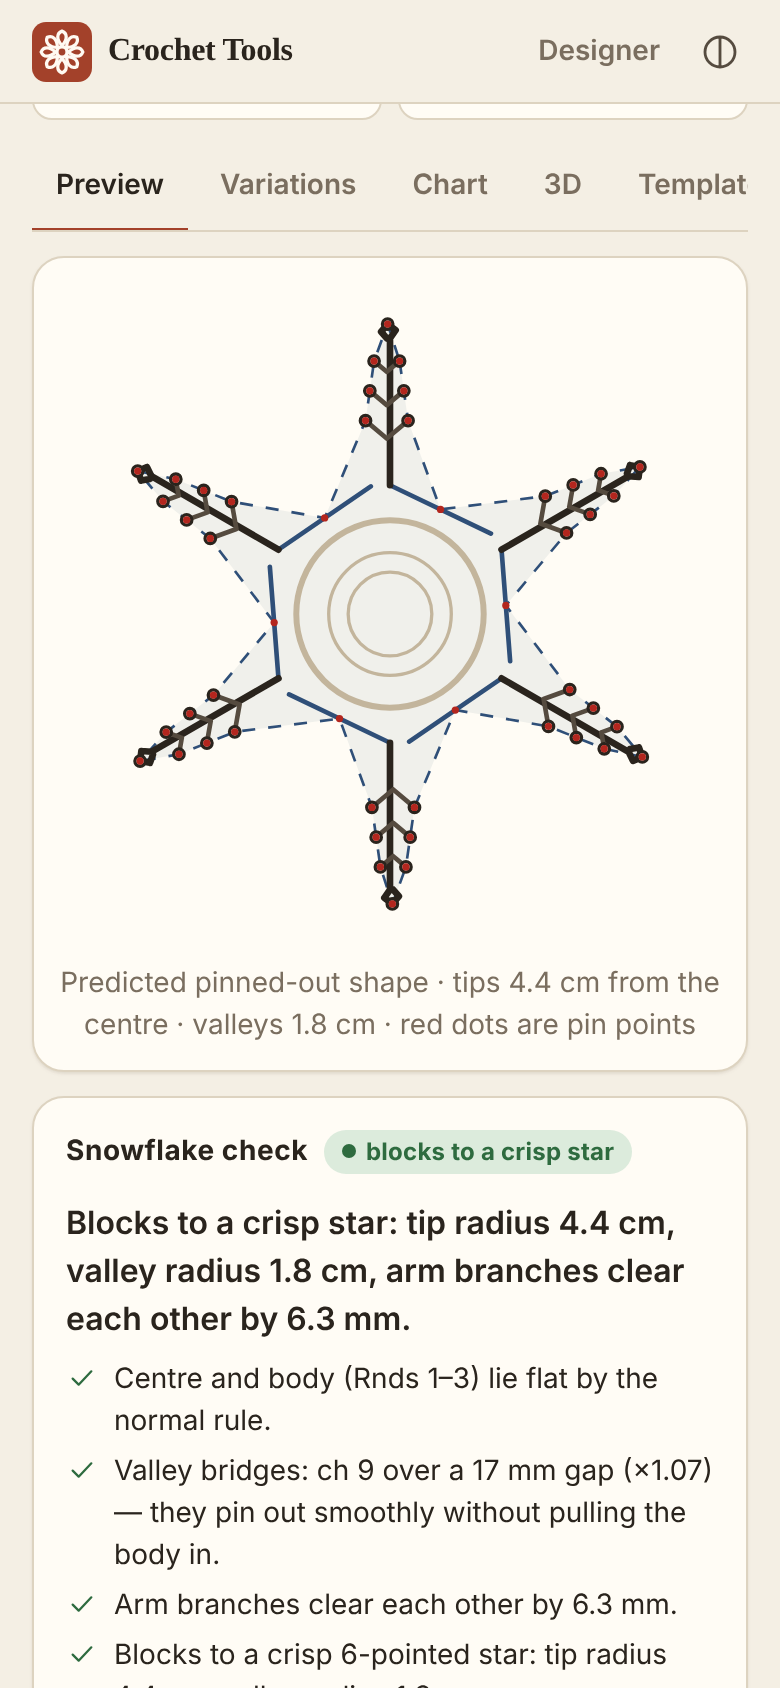 Crochet Tools
Designer
Preview
Variations
Chart
3D
Predicted pinned-out shape · tips 4.4 cm from the
centre · valleys 1.8 cm · red dots are pin points
Snowflake check
blocks to a crisp star
Blocks to a crisp star: tip radius 4.4 cm,
valley radius 1.8 cm, arm branches clear
each other by 6.3 mm.
Centre and body (Rnds 1–3) lie flat by the
normal rule.
Valley bridges: ch 9 over a 17 mm gap (×1.07)
— they pin out smoothly without pulling the
body in.
Arm branches clear each other by 6.3 mm.
Blocks to a crisp 6-pointed star: tip radius